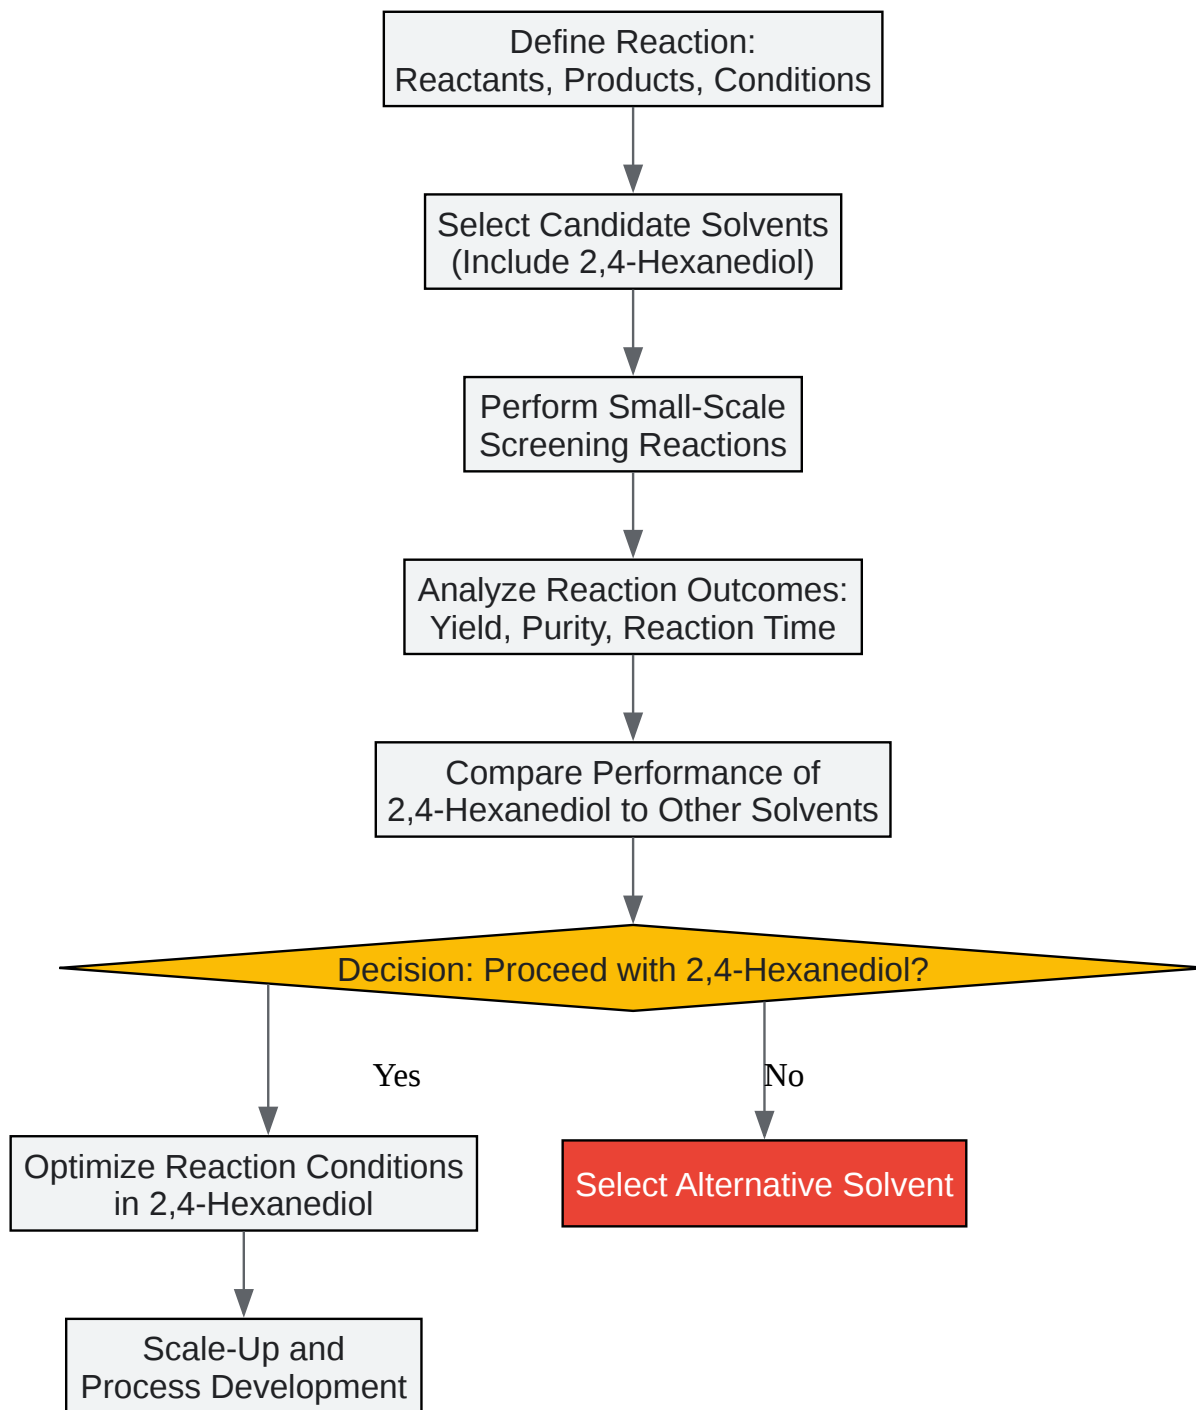 Define Reaction:
Reactants, Products, Conditions
Select Candidate Solvents
(Include 2,4-Hexanediol)
Perform Small-Scale
Screening Reactions
Analyze Reaction Outcomes:
Yield, Purity, Reaction Time
Compare Performance of
2,4-Hexanediol to Other Solvents
Decision: Proceed with 2,4-Hexanediol?
Yes
No
Optimize Reaction Conditions
in 2,4-Hexanediol
Select Alternative Solvent
Scale-Up and
Process Development